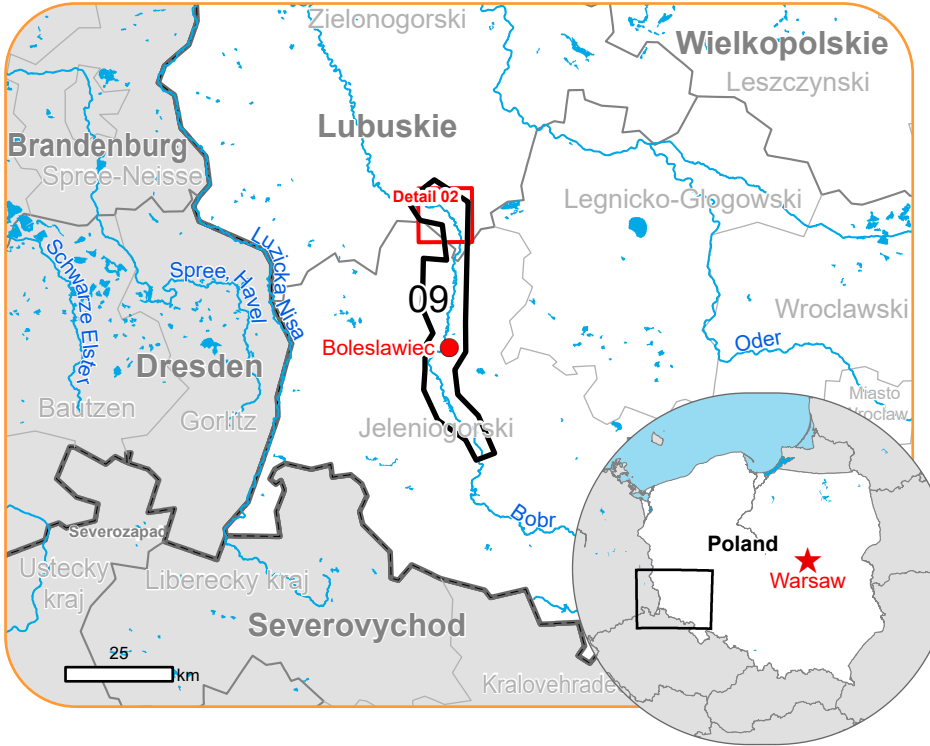 Zielonogorski
Wielkopolskie
Leszczynski
Lubuskie
Brandenburg
Spree-Neisse
Detail 02
Legnicko-Głogowski
Luzicka Nisa
Schwarze Elster
Spree, Havel
09
Wroclawski
Boleslawiec
Oder
Dresden
Miasto
Wroclaw
Bautzen
Gorlitz
Jeleniogorski
Bobr
Severozapad
Poland
Ustecky
kraj
Liberecky kraj
Warsaw
Severovychod
25
km
Kralovehrade